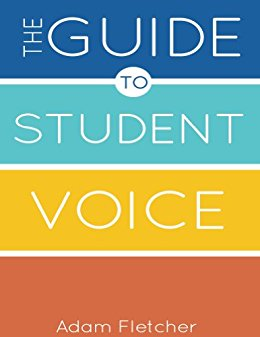 THE GUIDE
TO
STUDENT
VOICE
Adam Fletcher